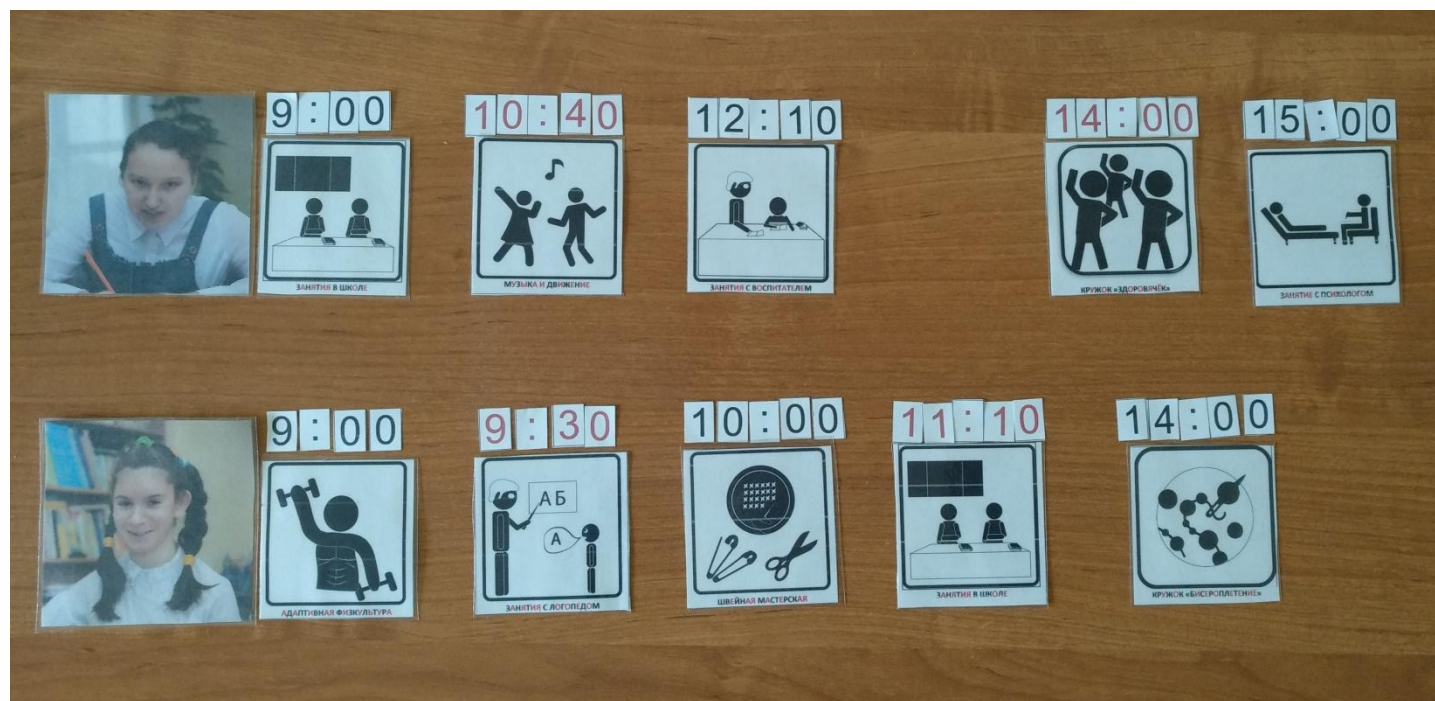 9:00
10:40
12:10
14:00
15:00
ЗАНЯТИЯ В ШКОЛЕ
МУЗЫКА И ДВИЖЕНИЕ
ЗАНЯТИЯ С ВОСПИТАТЕЛЕМ
КРУЖОК «ЗДОРОВЯЧЁК»
ЗАНЯТИЕ С ПСИХОЛОГОМ
9:00
9:30
10:00
11:10
14:00
А Б
А
АДАПТИВНАЯ ФИЗКУЛЬТУРА
ЗАНЯТИЯ С ЛОГОПЕДОМ
ШВЕЙНАЯ МАСТЕРСКАЯ
ЗАНЯТИЯ В ШКОЛЕ
КРУЖОК «БИСЕРОПЛЕТЕНИЕ»